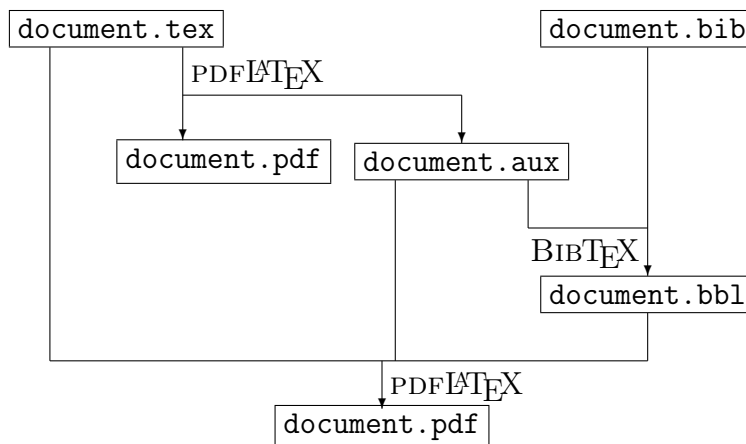 document.tex
document.bib
PDFLATEX
document.pdf
document.aux
BIBTEX
document.bbl
PDFLATEX
document.pdf